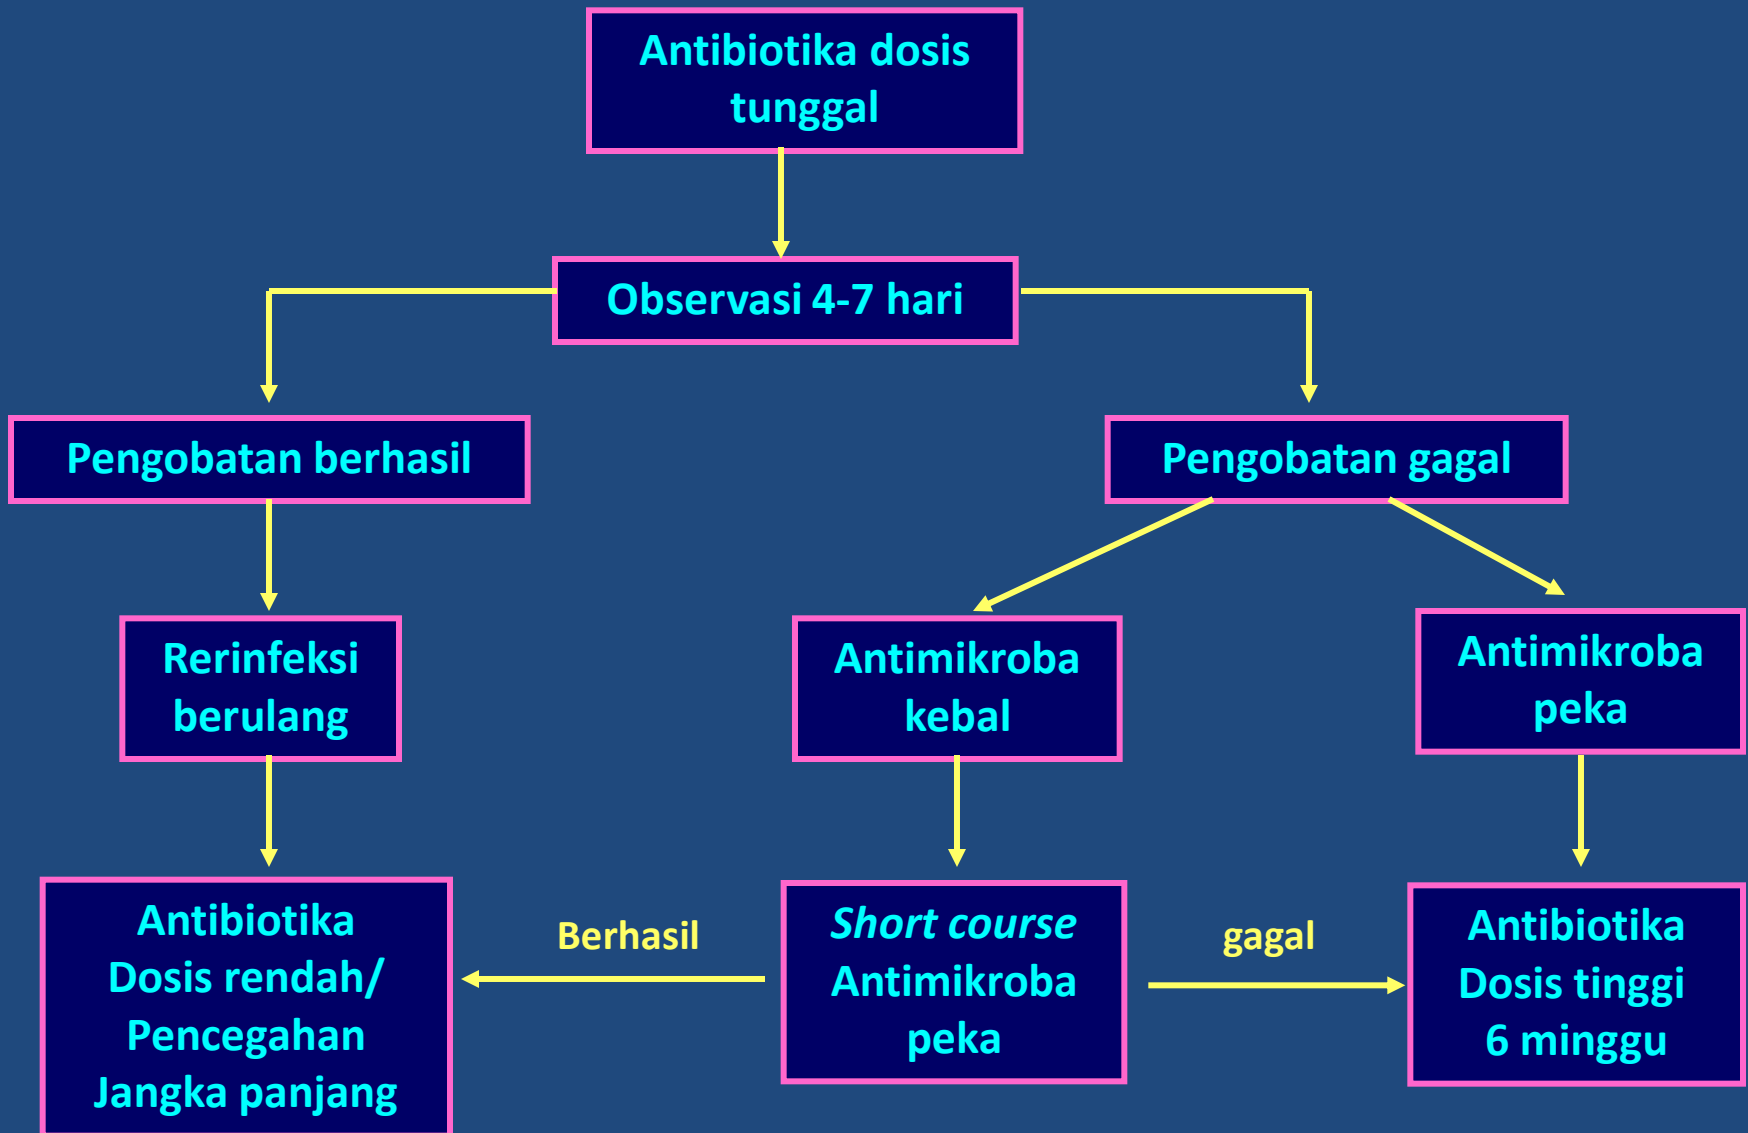 Antibiotika dosis
tunggal
Observasi 4-7 hari
Pengobatan berhasil
Pengobatan gagal
Rerinfeksi
berulang
Antimikroba
kebal
Antimikroba
peka
Antibiotika
Dosis rendah/
Pencegahan
Jangka panjang
Berhasil
Short course
Antimikroba
peka
gagal
Antibiotika
Dosis tinggi
6 minggu